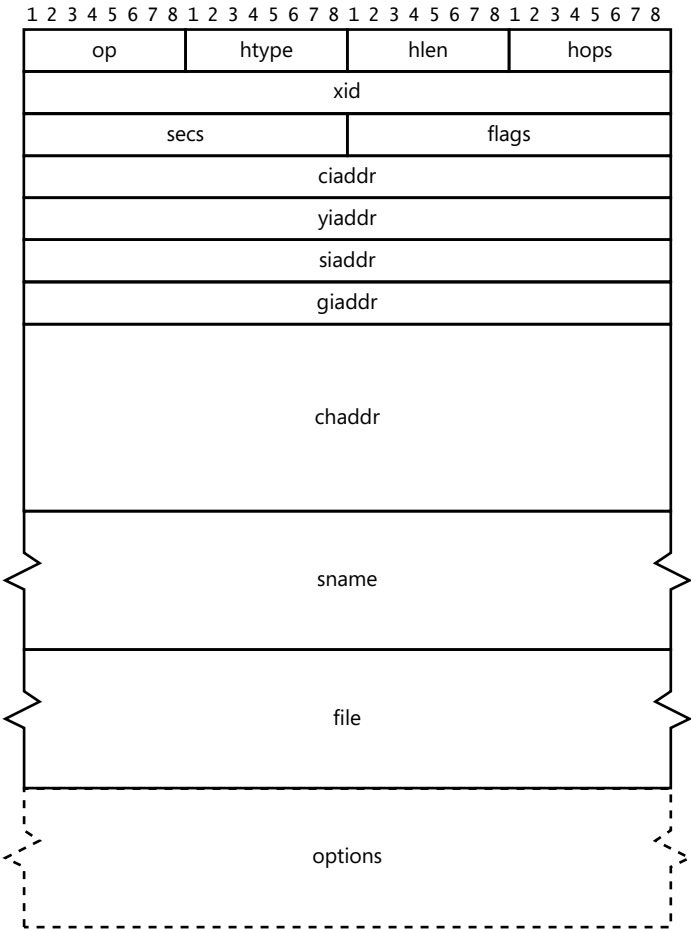 1 2 3 4 5 6 7 8 1 2 3 4 5 6 7 8 1 2 3 4 5 6 7 8 1 2 3 4 5 6 7 8
op htype hlen hops
xid
secs flags
ciaddr
yiaddr
siaddr
giaddr
chaddr
sname
file
options